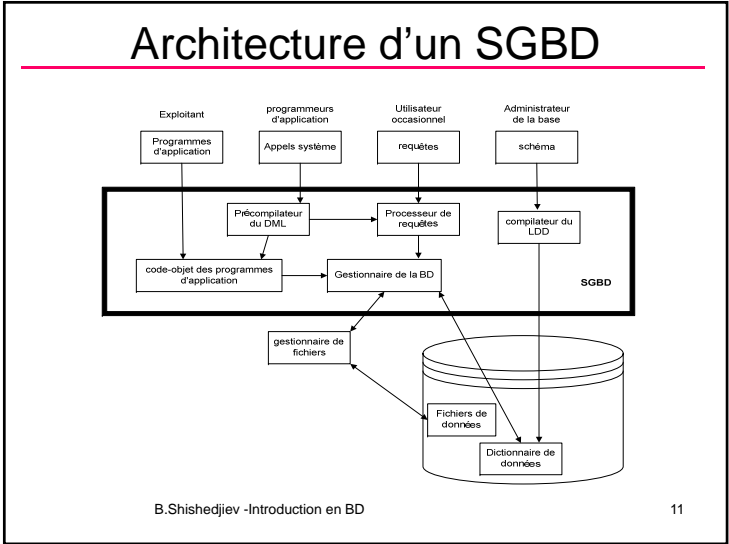 Architecture d'un SGBD
Exploitant
programmeurs
d'application
Utilisateur
occasionnel
Administrateur
de la base
Programmes
d'application
Appels système
requêtes
schéma
Précompilateur
du DML
Processeur de
requêtes
compilateur du
LDD
code-objet des programmes
d'application
Gestionnaire de la BD
SGBD
gestionnaire de
fichiers
Fichiers de
données
Dictionnaire de
données
B.Shishedjiev -Introduction en BD
11